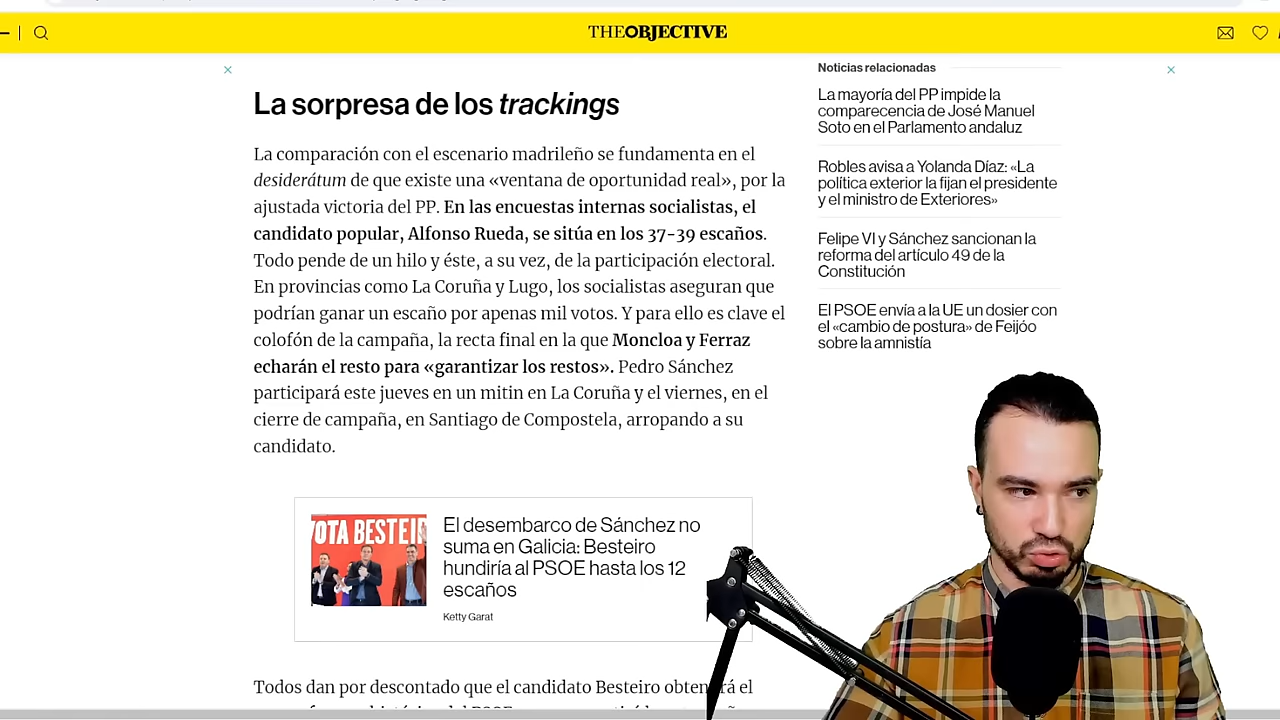 THEOBJECTIVE
La sorpresa de los trackings
La comparación con el escenario madrileño se fundamenta en el
desiderátum de que existe una «ventana de oportunidad real», por la
ajustada victoria del PP. En las encuestas internas socialistas, el
candidato popular, Alfonso Rueda, se sitúa en los 37-39 escaños.
Todo pende de un hilo y éste, a su vez, de la participación electoral.
En provincias como La Coruña y Lugo, los socialistas aseguran que
podrían ganar un escaño por apenas mil votos. Y para ello es clave el
colofón de la campaña, la recta final en la que Moncloa y Ferraz
echarán el resto para «garantizar los restos». Pedro Sánchez
participará este jueves en un mitin en La Coruña y el viernes, en el
cierre de campaña, en Santiago de Compostela, arropando a su
candidato.
OTA BESTEIR
El desembarco de Sánchez no
suma en Galicia: Besteiro
hundiría al PSOE hasta los 12
escaños
Ketty Garat
Todos dan por descontado que el candidato Besteiro obtendrá el
Noticias relacionadas
La mayoría del PP impide la
comparecencia de José Manuel
Soto en el Parlamento andaluz
Robles avisa a Yolanda Díaz: «La
política exterior la fijan el presidente
y el ministro de Exteriores»
Felipe VI y Sánchez sancionan la
reforma del artículo 49 de la
Constitución
El PSOE envía a la UE un dosier con
el «cambio de postura» de Feijóo
sobre la amnistía